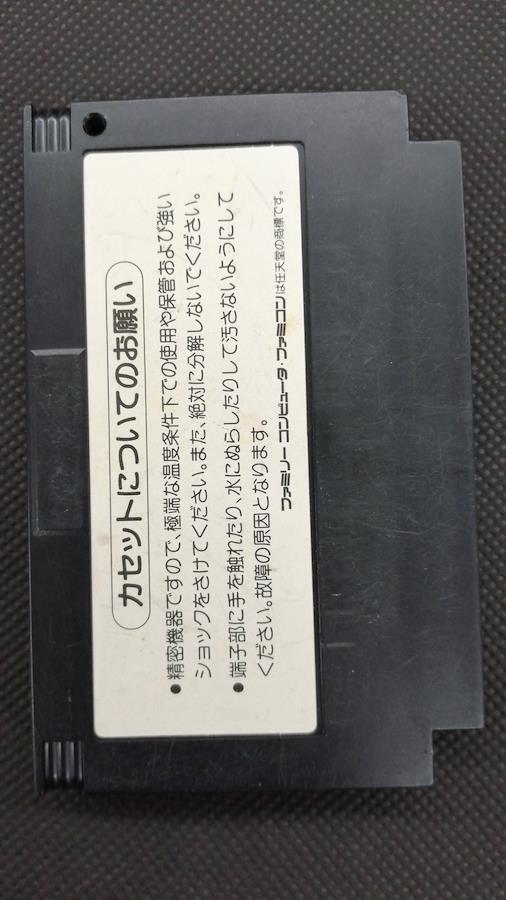 カセットについてのお願い
●精密機器ですので、極端な温度条件下での使用や保管および強い
ショックをさけてください。また、絶対に分解しないでください。
●端子部に手を触れたり、水にぬらしたりして汚さないようにして
ください。故障の原因となります。
ファミリー コンピュータ・ファミコンは任天堂の商標です。